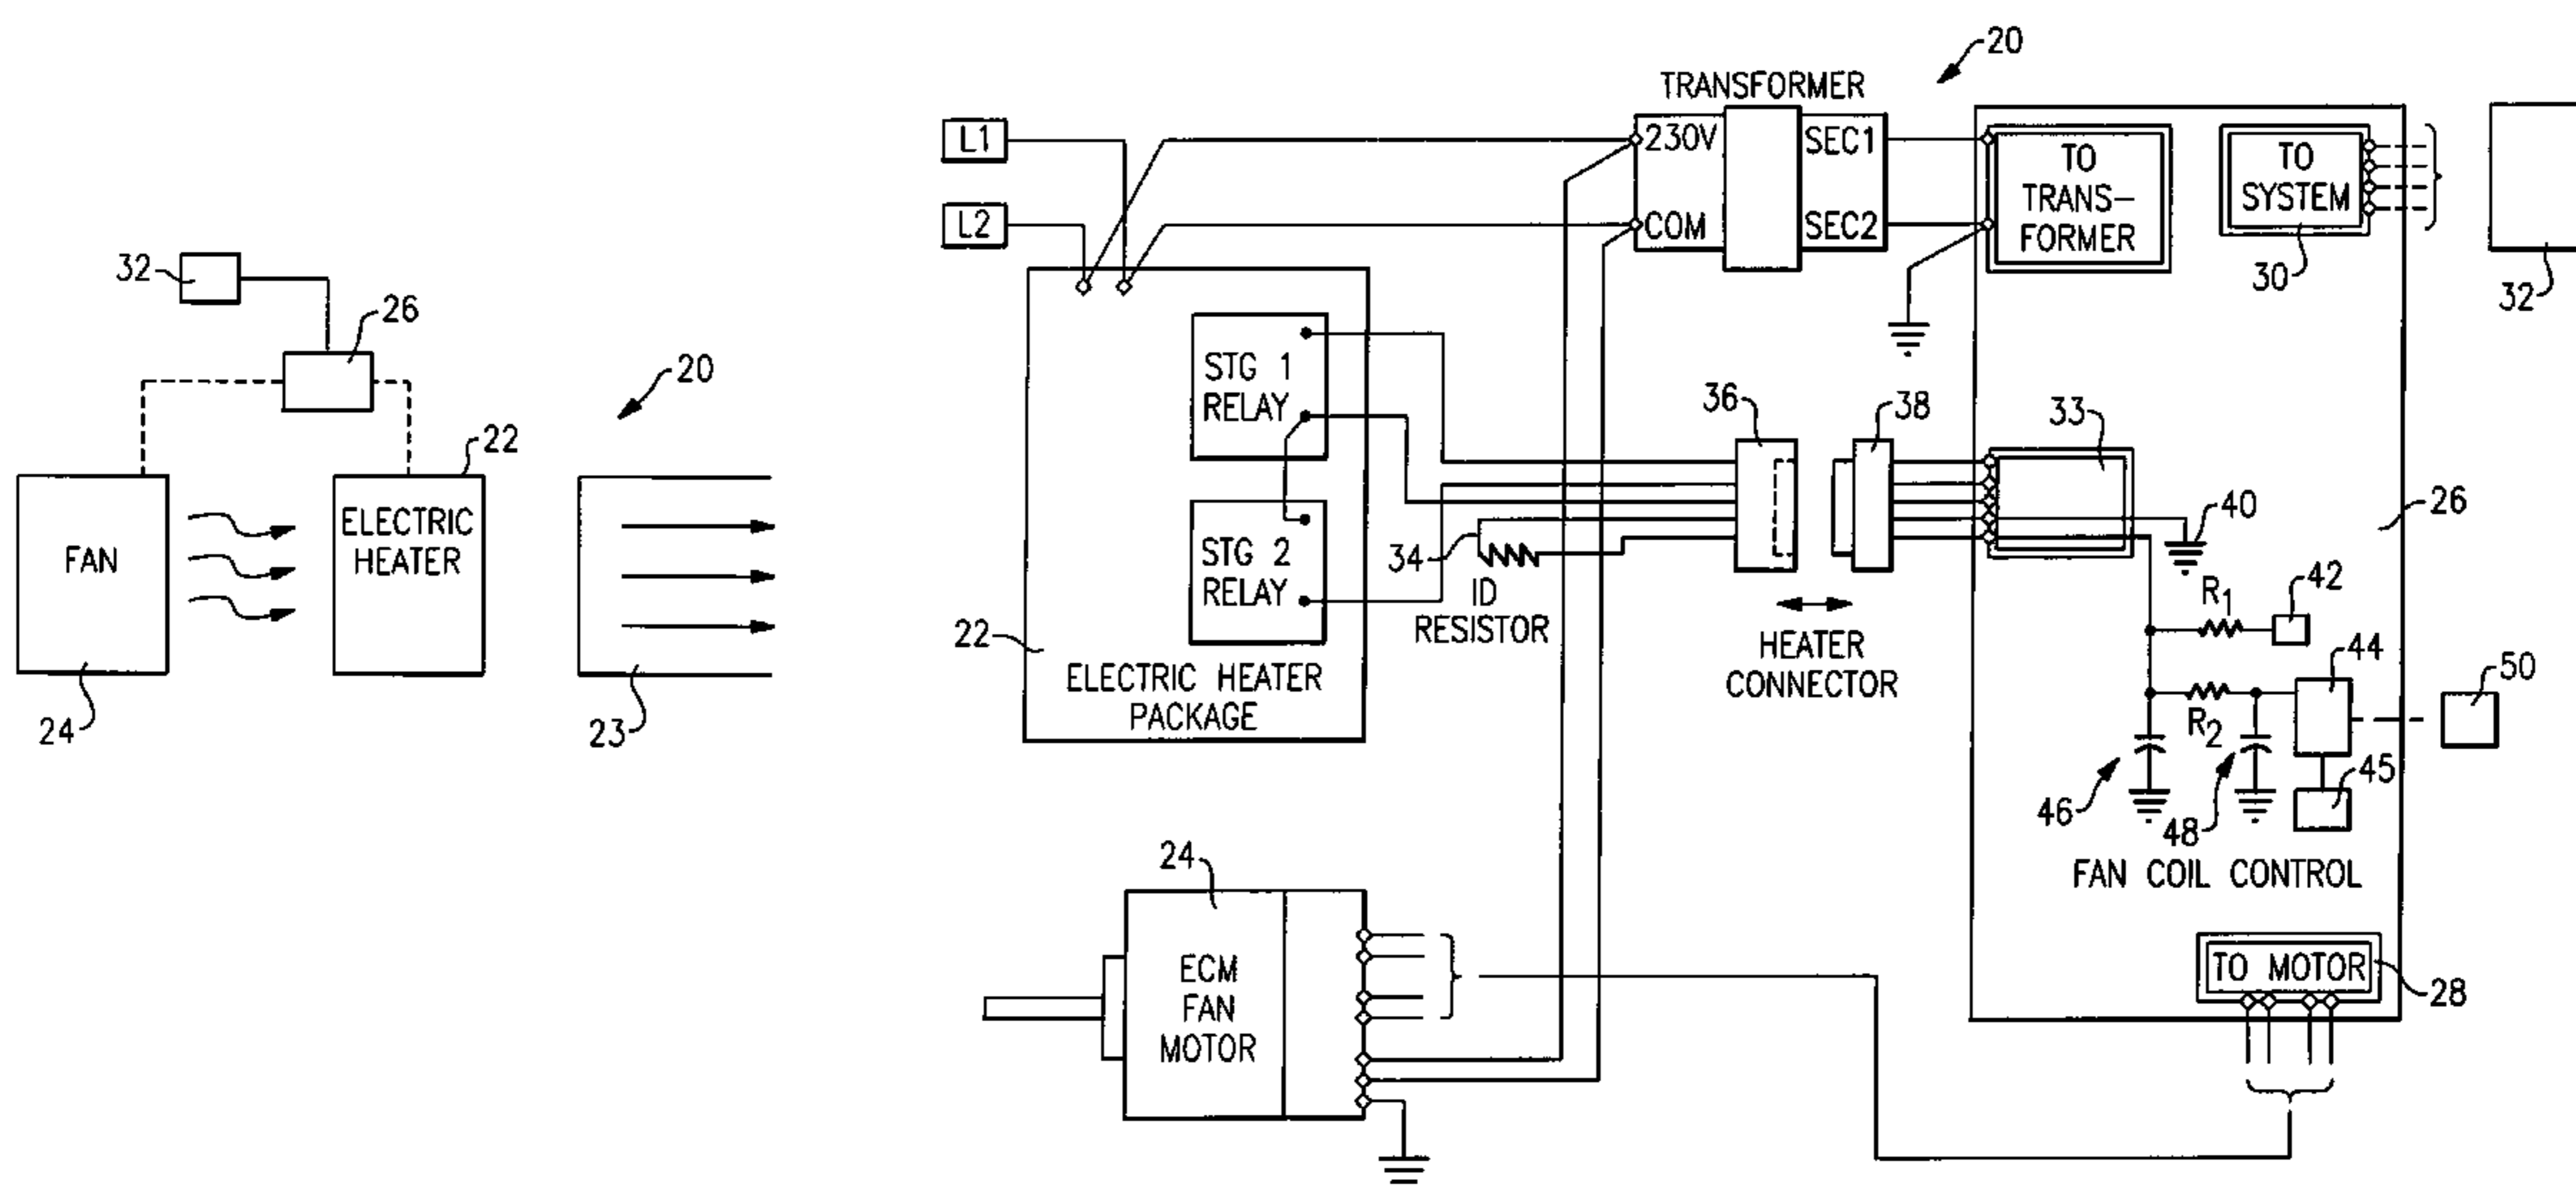 32
26
20
22
FAN
ELECTRIC
HEATER
24
23
20
TRANSFORMER
L1
L2
230V
COM
SEC1
SEC2
TO
TRANS-
FORMER
TO
SYSTEM
30
32
STG 1
RELAY
STG 2
RELAY
22
ELECTRIC HEATER
PACKAGE
34
ID
RESISTOR
36
38
HEATER
CONNECTOR
33
40
26
R1
42
44
R2
50
45
46
48
FAN COIL CONTROL
24
ECM
FAN
MOTOR
TO MOTOR
28